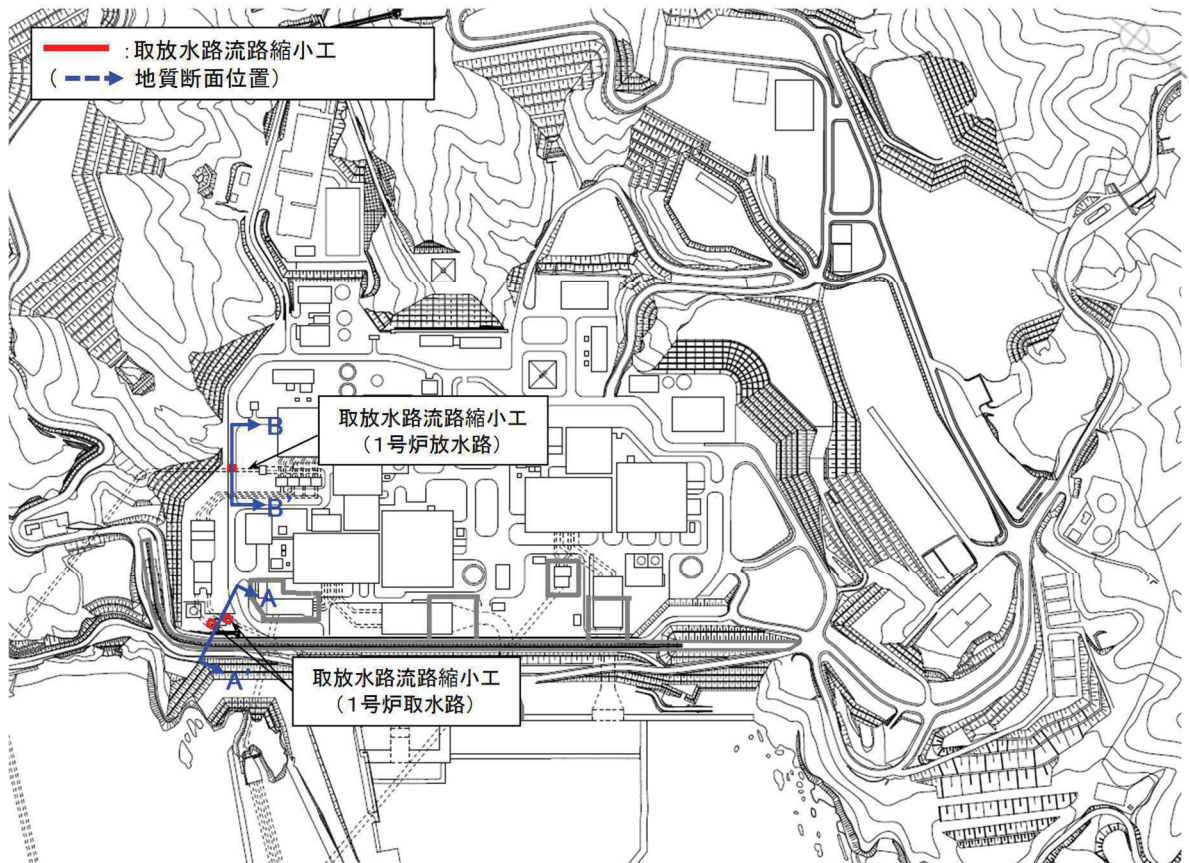 ：取放水路流路縮小工
（ 地質断面位置）
B
取放水路流路縮小工
（1号炉放水路）
B'
A
A'
取放水路流路縮小工
（1号炉取水路）